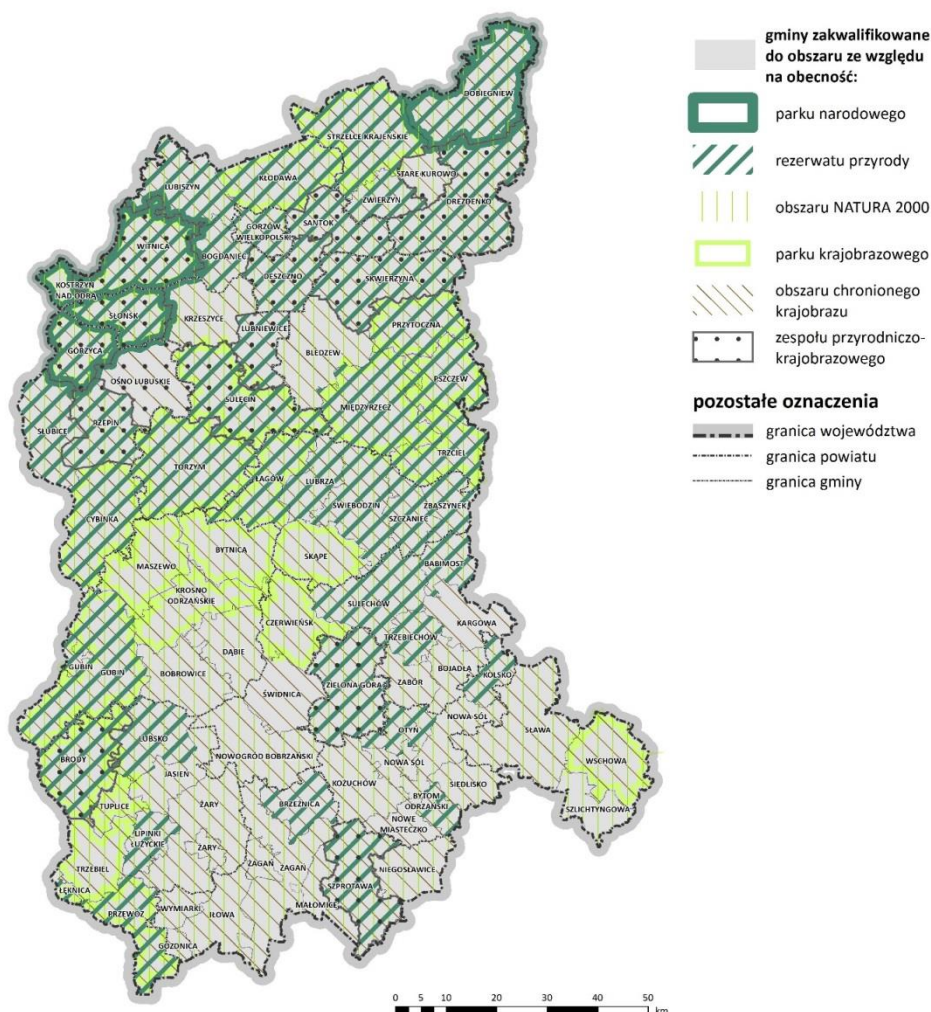 gminy zakwalifikowane
do obszaru ze względu
na obecność:
parku narodowego
rezerwatu przyrody
obszaru NATURA 2000
parku krajobrazowego
obszaru chronionego
krajobrazu
zespołu przyrodniczo-
krajobrazowego
pozostałe oznaczenia
granica województwa
granica powiatu
granica gminy
DOBIEGNIEW
STRZELCE KRAJEŃSKIE
STARE KUROWO
KŁODAWA
LUBISZYN
ZWIERZYN
DREZDENKO
SANTOK
GORZÓW
WIELKOPOLSKI
WITNICA
BOGDANIEC
DESZCZNO
SKWIERZYNA
KOSTRZYN
NAD ODRĄ
SŁOŃSK
KRZESZYCE
LUBNIEWICE
PRZYTOCZNA
GÓRZYCA
BLEDZEW
OŚNO LUBUSKIE
PSZCZEW
SULĘCIN
MIĘDZYRZECZ
SŁUBICE
RZEPIN
TRZCIEL
TORZYM
ŁAGÓW
LUBRZA
ŚWIEBODZIN
ZBĄSZYNEK
CYBINKA
SZCZANIEC
BYTNICA
SKĄPE
MASZEWO
BABIMOST
KROSNO
ODRZAŃSKIE
SULECHÓW
CZERWIEŃSK
KARGOWA
TRZEBIECHÓW
DĄBIE
GUBIN
GUBIN
BOBROWICE
BOJADŁA
KOLSKO
ZABÓR
ZIELONA GÓRA
ŚWIDNICA
NOWA SÓL
OTYŃ
SŁAWA
LUBSKO
BRODY
NOWOGRÓD BOBRZAŃSKI
WSCHOWA
NOWA SÓL
JASIEŃ
KOŻUCHÓW
SIEDLISKO
TUPLICE
ŻARY
BRZEŹNICA
BYTOM
ODRZAŃSKI
SZLICHTYNGOWA
NOWE
MIASTECZKO
LIPINKI
ŁUŻYCKIE
ŻARY
ŻAGAŃ
ŻAGAŃ
TRZEBIEL
NIEGOSŁAWICE
ŁĘKNICA
SZPROTAWA
MAŁOMICE
PRZEWÓZ
WYMIARKI
IŁOWA
GOZDNICA
0 5 10 20 30 40 50
km